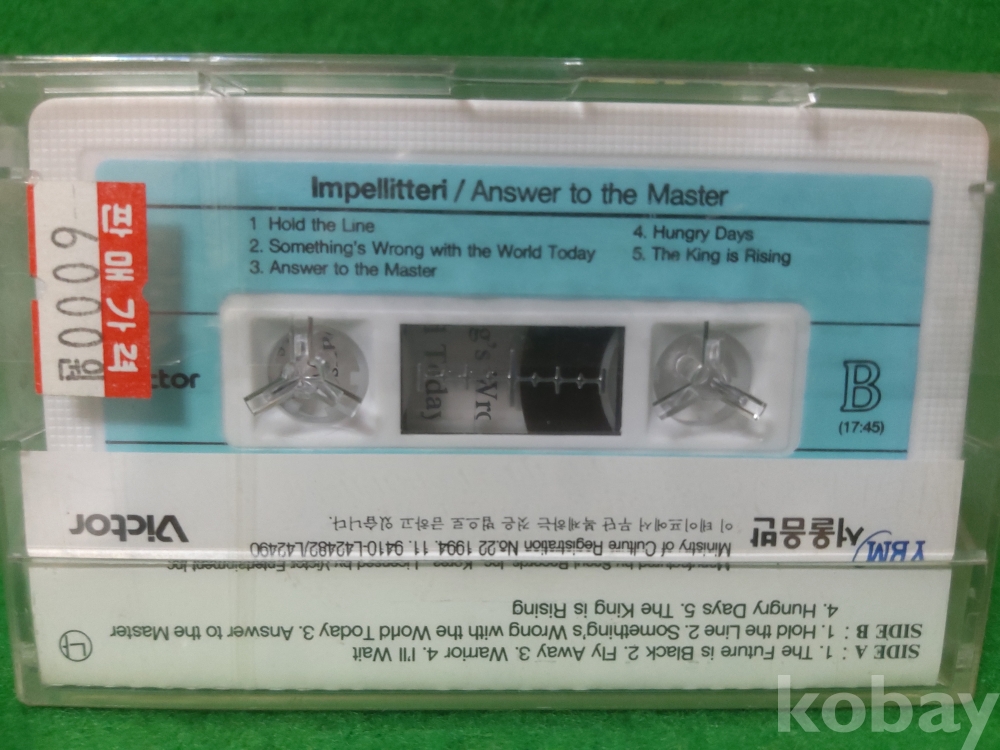 Impellitteri / Answer to the Master
1 Hold the Line
2. Something's Wrong with the World Today
3. Answer to the Master
4. Hungry Days
5. The King is Rising
판매가격
6000원
ctor
g's Wro
Today
B
(17:45)
Victor
YBM 서울음반
이 테이프에서 무단 복제하는 것은 법으로 금하고 있습니다.
Ministry of Culture Registration No.22 1994. 11. 9410-L42482/L42490
SIDE A : 1. The Future is Black 2. Fly Away 3. Warrior 4. I'll Wait
SIDE B : 1. Hold the Line 2. Something's Wrong with the World Today 3. Answer to the Master
4. Hungry Days 5. The King is Rising
kobay